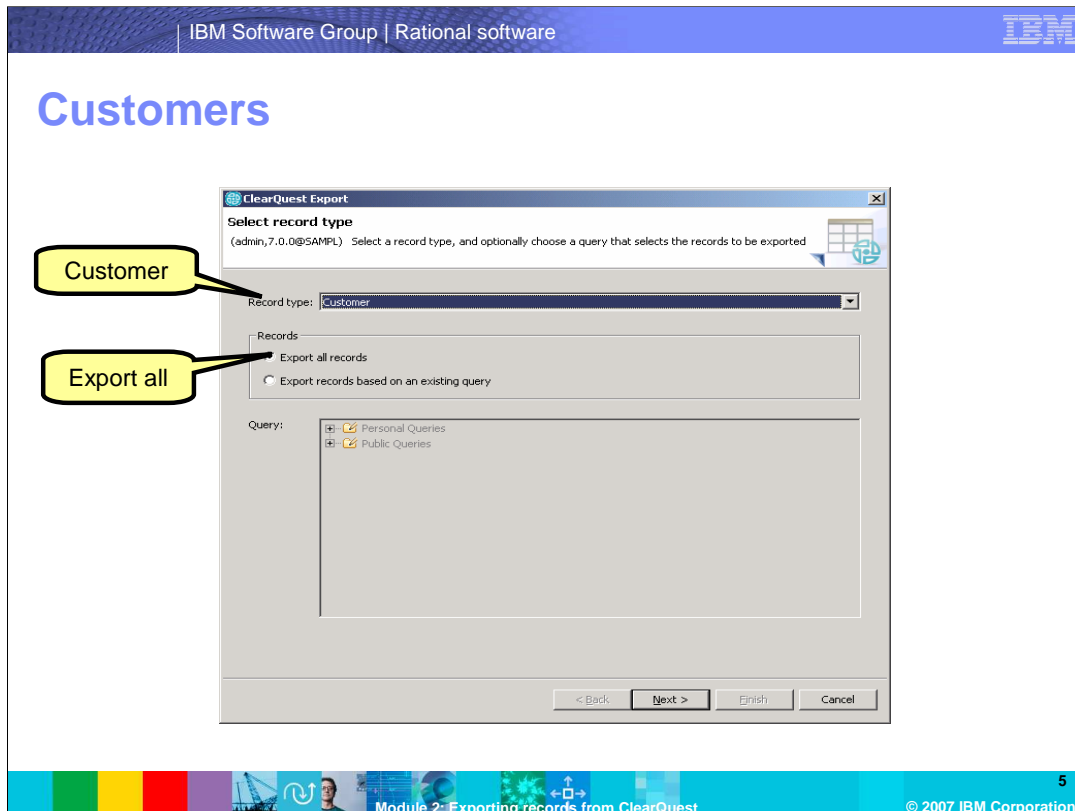 IBM Software Group | Rational software
IBM
Customers
ClearQuest Export
Select record type
(admin,7.0.0@SAMPL) Select a record type, and optionally choose a query that selects the records to be exported
Customer
Record type: Customer
Records
Export all records
Export all
Export records based on an existing query
Query:
Personal Queries
Public Queries
< Back
Next >
Finish
Cancel
5
Module 2: Exporting records from ClearQuest
© 2007 IBM Corporation